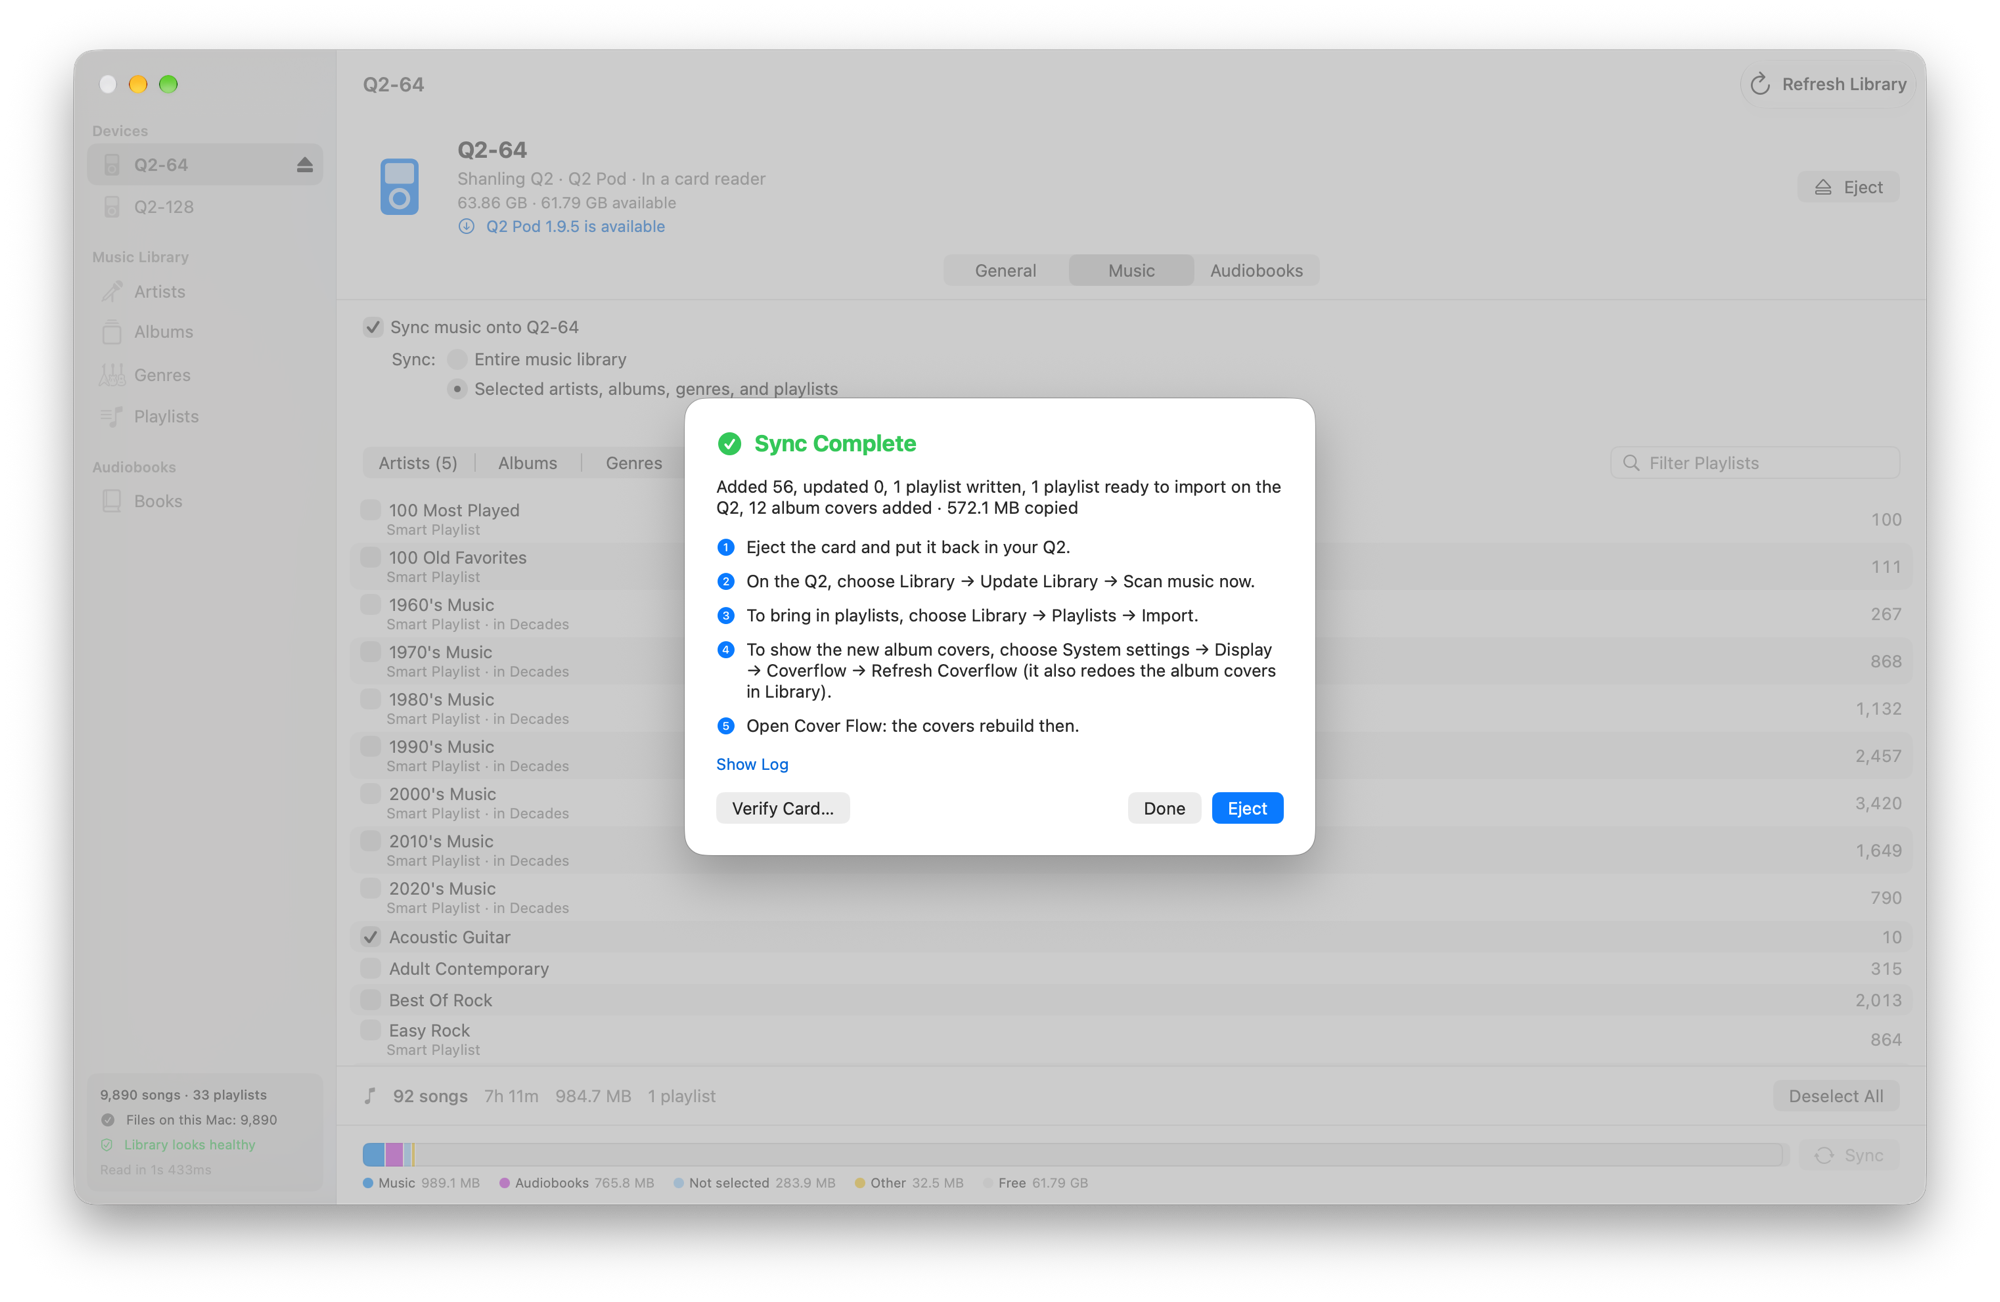 Q2-64
Refresh Library
Devices
Q2-64
Q2-128
Music Library
Artists
Albums
Genres
Playlists
Audiobooks
Books
Q2-64
Shanling Q2 · Q2 Pod · In a card reader
63.86 GB · 61.79 GB available
Q2 Pod 1.9.5 is available
Eject
General
Music
Audiobooks
Sync music onto Q2-64
Sync:
Entire music library
Selected artists, albums, genres, and playlists
Artists (5)
Albums
Genres
Filter Playlists
100 Most Played
Smart Playlist
100
100 Old Favorites
Smart Playlist
111
1960's Music
Smart Playlist · in Decades
267
1970's Music
Smart Playlist · in Decades
868
1980's Music
Smart Playlist · in Decades
1,132
1990's Music
Smart Playlist · in Decades
2,457
2000's Music
Smart Playlist · in Decades
3,420
2010's Music
Smart Playlist · in Decades
1,649
2020's Music
Smart Playlist · in Decades
790
Acoustic Guitar
10
Adult Contemporary
315
Best Of Rock
2,013
Easy Rock
Smart Playlist
864
Sync Complete
Added 56, updated 0, 1 playlist written, 1 playlist ready to import on the
Q2, 12 album covers added · 572.1 MB copied
1 Eject the card and put it back in your Q2.
2 On the Q2, choose Library → Update Library → Scan music now.
3 To bring in playlists, choose Library → Playlists → Import.
4 To show the new album covers, choose System settings → Display
→ Coverflow → Refresh Coverflow (it also redoes the album covers
in Library).
5 Open Cover Flow: the covers rebuild then.
Show Log
Verify Card...
Done
Eject
9,890 songs · 33 playlists
Files on this Mac: 9,890
Library looks healthy
Read in 1s 433ms
92 songs 7h 11m 984.7 MB 1 playlist
Deselect All
Sync
Music 989.1 MB Audiobooks 765.8 MB Not selected 283.9 MB Other 32.5 MB Free 61.79 GB